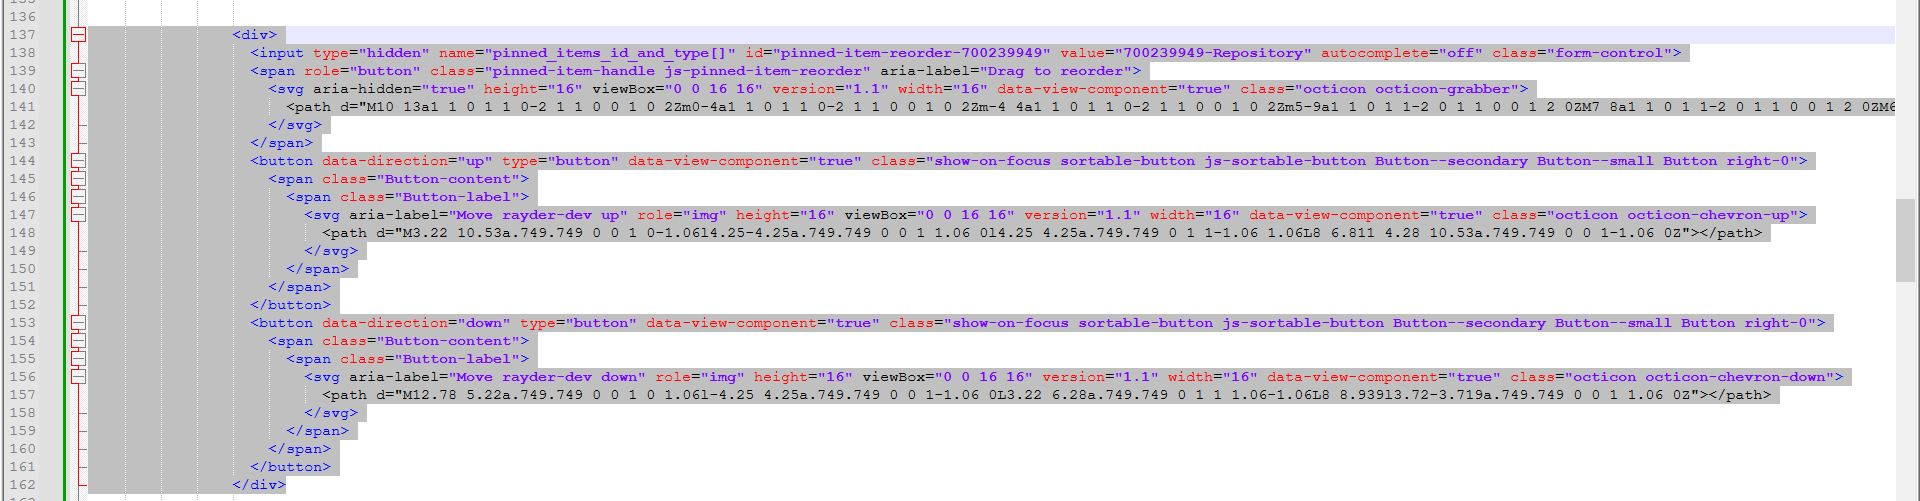 136
137 <div>
138 <input type="hidden" name="pinned_items_id_and_type[]" id="pinned-item-reorder-700239949" value="700239949-Repository" autocomplete="off" class="form-control">
139 <span role="button" class="pinned-item-handle js-pinned-item-reorder" aria-label="Drag to reorder">
140 <svg aria-hidden="true" height="16" viewBox="0 0 16 16" version="1.1" width="16" data-view-component="true" class="octicon octicon-grabber">
141 <path d="M10 13a1 1 0 1 1 0-2 1 1 0 0 1 0 2Zm0-4a1 1 0 1 1 0-2 1 1 0 0 1 0 2Zm-4 4a1 1 0 1 1 0-2 1 1 0 0 1 0 2Zm5-9a1 1 0 1 1-2 0 1 1 0 0 1 2 0ZM7 8a1 1 0 1 1-2 0 1 1 0 0 1 2 0ZM6
142 </svg>
143 </span>
144 <button data-direction="up" type="button" data-view-component="true" class="show-on-focus sortable-button js-sortable-button Button--secondary Button--small Button right-0">
145 <span class="Button-content">
146 <span class="Button-label">
147 <svg aria-label="Move rayder-dev up" role="img" height="16" viewBox="0 0 16 16" version="1.1" width="16" data-view-component="true" class="octicon octicon-chevron-up">
148 <path d="M3.22 10.53a.749.749 0 0 1 0-1.06l4.25-4.25a.749.749 0 0 1 1.06 0l4.25 4.25a.749.749 0 1 1-1.06 1.06L8 6.811 4.28 10.53a.749.749 0 0 1-1.06 0Z"></path>
149 </svg>
150 </span>
151 </span>
152 </button>
153 <button data-direction="down" type="button" data-view-component="true" class="show-on-focus sortable-button js-sortable-button Button--secondary Button--small Button right-0">
154 <span class="Button-content">
155 <span class="Button-label">
156 <svg aria-label="Move rayder-dev down" role="img" height="16" viewBox="0 0 16 16" version="1.1" width="16" data-view-component="true" class="octicon octicon-chevron-down">
157 <path d="M12.78 5.22a.749.749 0 0 1 0 1.06l-4.25 4.25a.749.749 0 0 1-1.06 0L3.22 6.28a.749.749 0 1 1 1.06-1.06L8 8.939l3.72-3.719a.749.749 0 0 1 1.06 0Z"></path>
158 </svg>
159 </span>
160 </span>
161 </button>
162 </div>